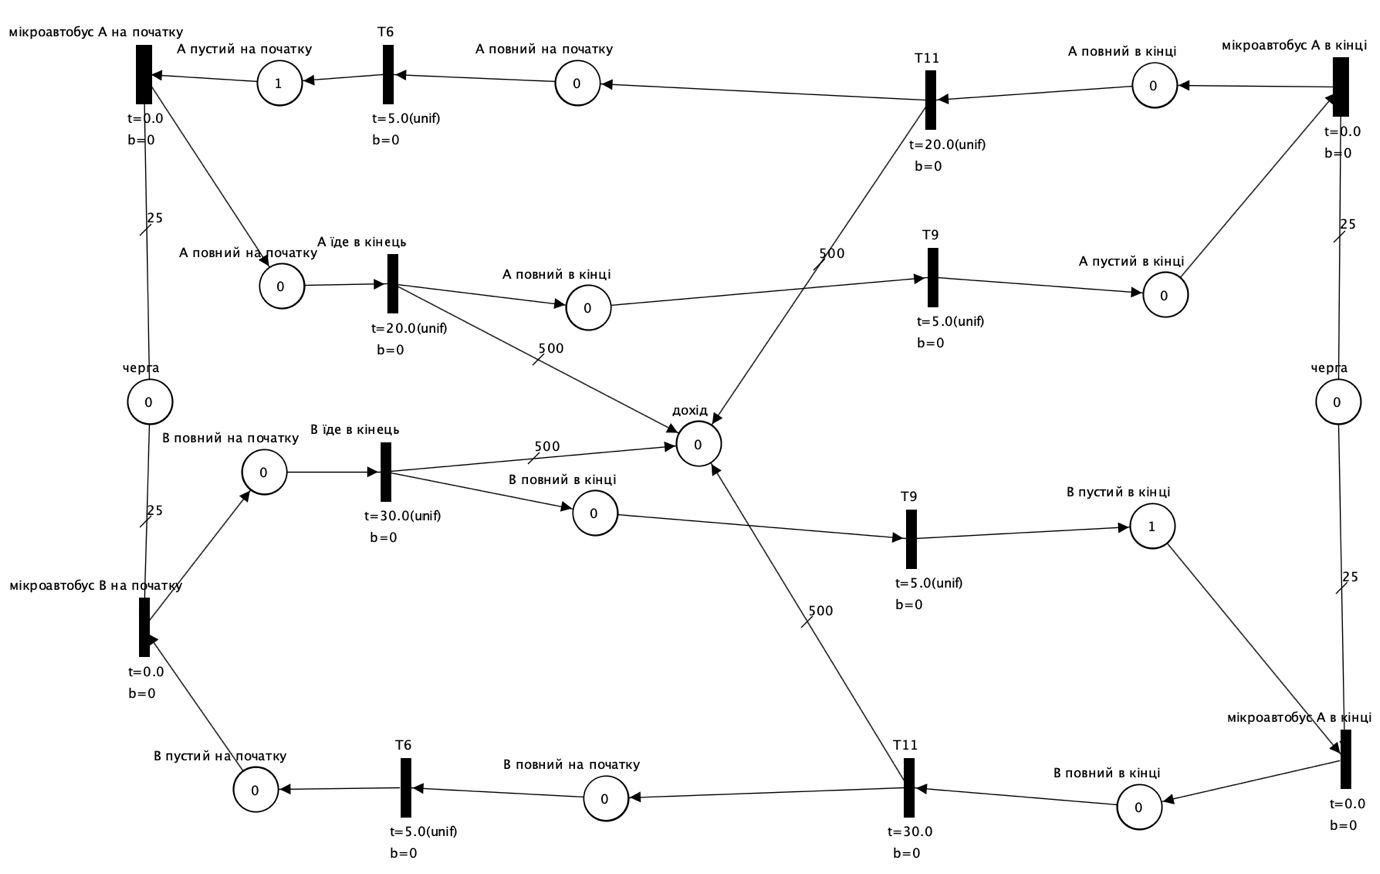 мікроавтобус A на початку
A пустий на початку
T6
A повний на початку
T11
A повний в кінці
мікроавтобус A в кінці
1
0
0
t=0.0
b=0
t=5.0(unif)
b=0
t=20.0(unif)
b=0
t=0.0
b=0
25
25
A повний на початку
A їде в кінець
A повний в кінці
500
T9
A пустий в кінці
0
0
0
t=20.0(unif)
b=0
t=5.0(unif)
b=0
500
черга
0
дохід
0
черга
0
B повний на початку
B їде в кінець
500
B повний в кінці
0
0
t=30.0(unif)
b=0
25
T9
B пустий в кінці
1
t=5.0(unif)
b=0
25
мікроавтобус B на початку
t=0.0
b=0
500
мікроавтобус A в кінці
B пустий на початку
T6
B повний на початку
T11
B повний в кінці
0
0
0
t=5.0(unif)
b=0
t=30.0
b=0
t=0.0
b=0